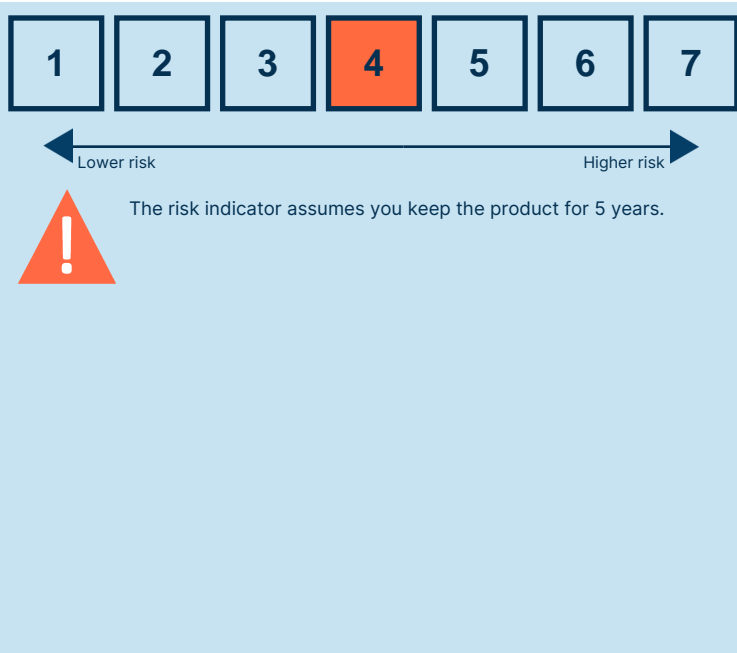 1 2 3 4 5 6 7
Lower risk Higher risk
The risk indicator assumes you keep the product for 5 years.
!